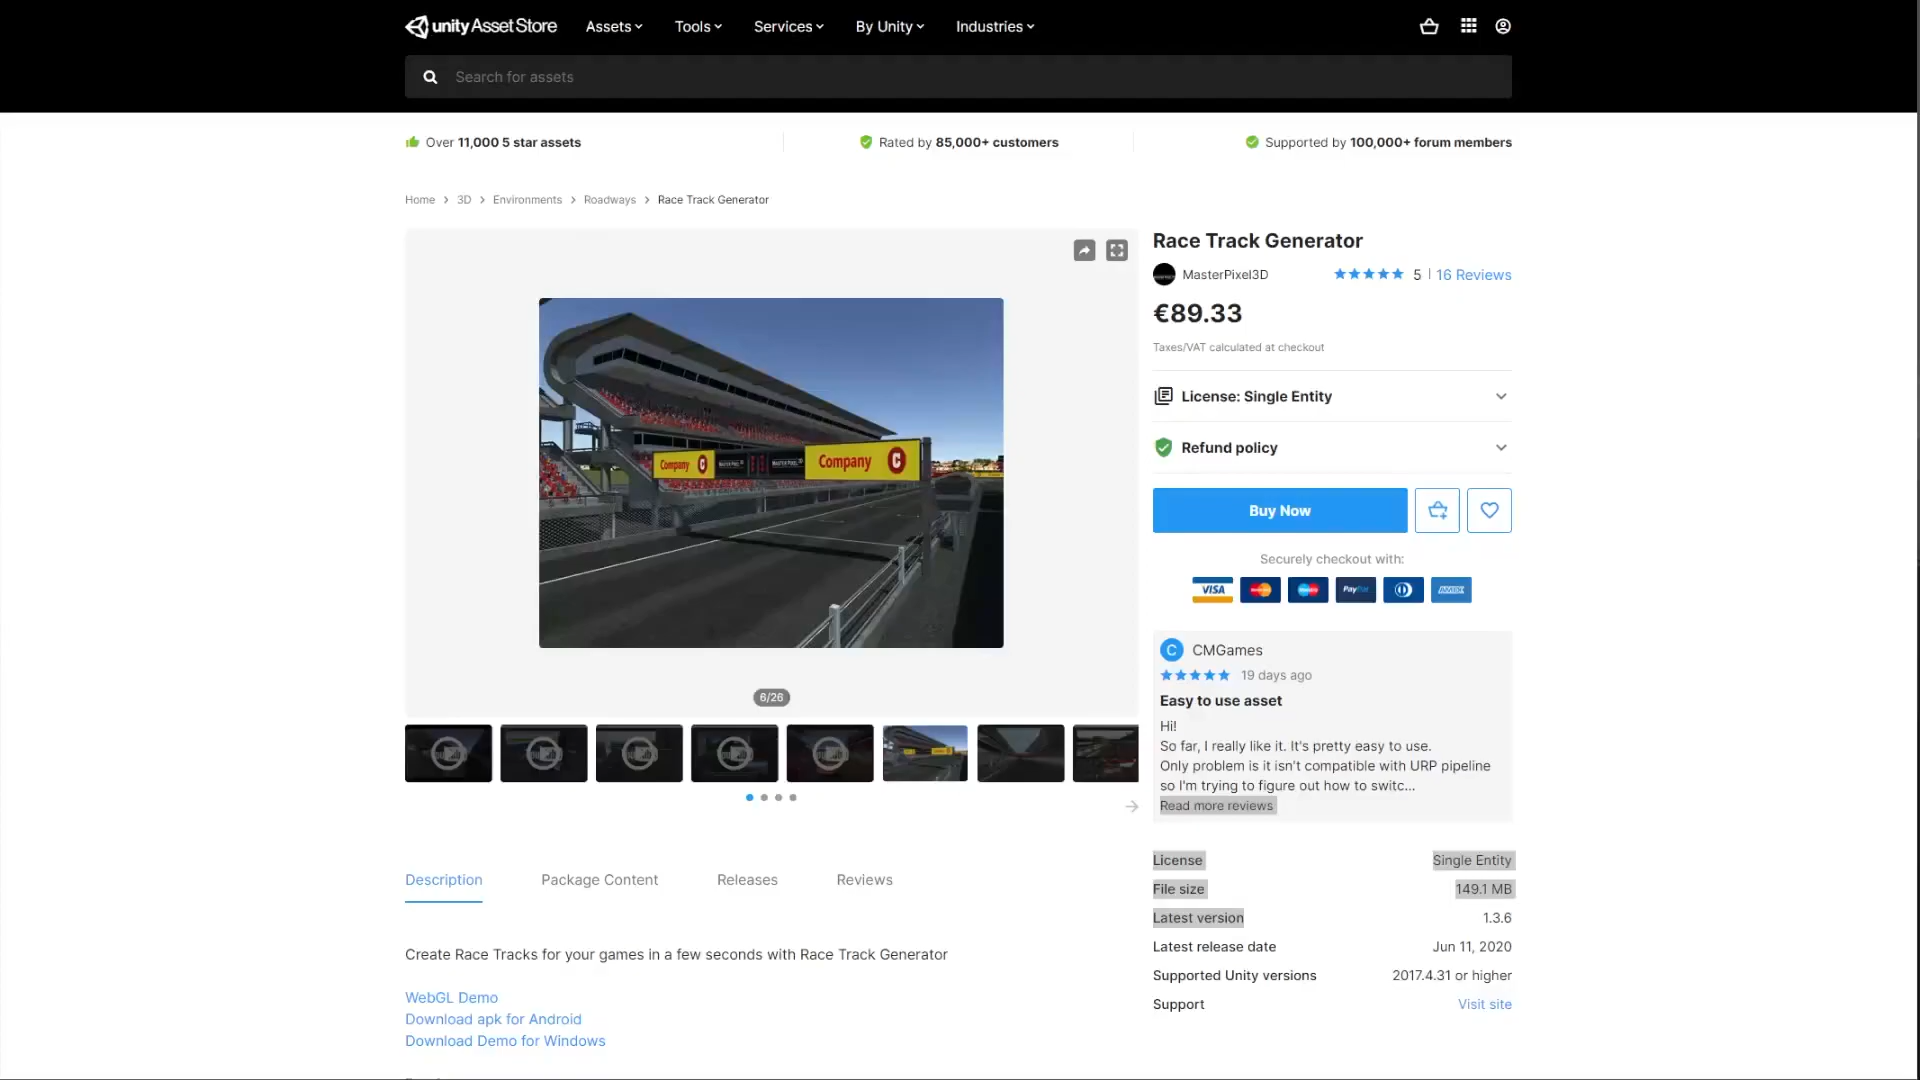 unity Asset Store
Assets
Tools
Services
By Unity
Industries
Search for assets
Over 11,000 5 star assets
Rated by 85,000+ customers
Supported by 100,000+ forum members
Home > 3D > Environments > Roadways > Race Track Generator
Race Track Generator
MasterPixel3D
5 | 16 Reviews
€89.33
Taxes/VAT calculated at checkout
License: Single Entity
Refund policy
Buy Now
Securely checkout with:
VISA
PayPal
AMEX
Company C
Company C
6/26
C CMGames
19 days ago
Easy to use asset
Hi!
So far, I really like it. It's pretty easy to use.
Only problem is it isn't compatible with URP pipeline
so I'm trying to figure out how to switc...
Read more reviews
License Single Entity
File size 149.1 MB
Latest version 1.3.6
Latest release date Jun 11, 2020
Supported Unity versions 2017.4.31 or higher
Support Visit site
Description
Package Content
Releases
Reviews
Create Race Tracks for your games in a few seconds with Race Track Generator
WebGL Demo
Download apk for Android
Download Demo for Windows